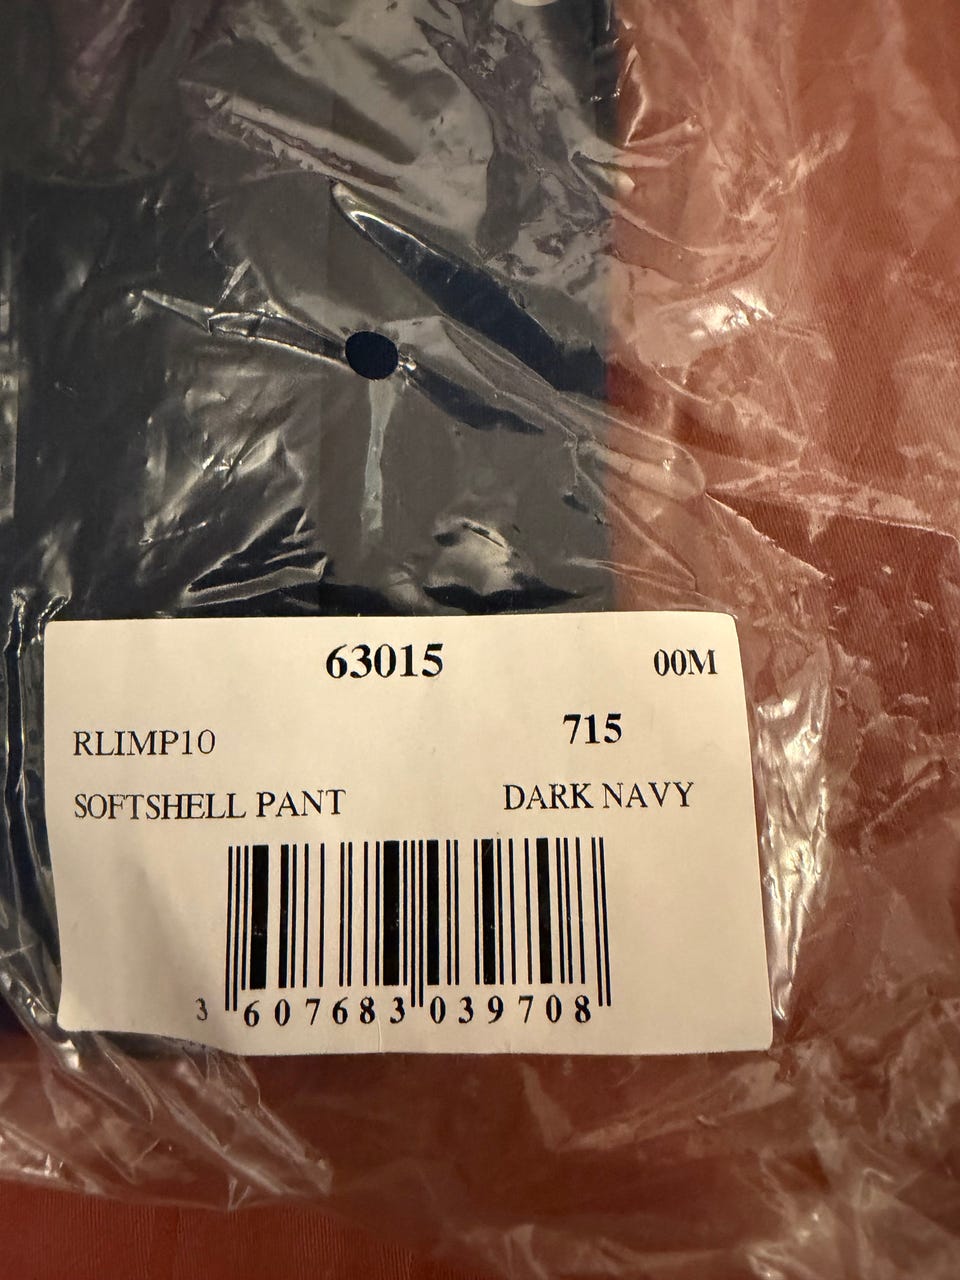 63015 00M
RLIMP10 715
SOFTSHELL PANT DARK NAVY
3 607683 039708